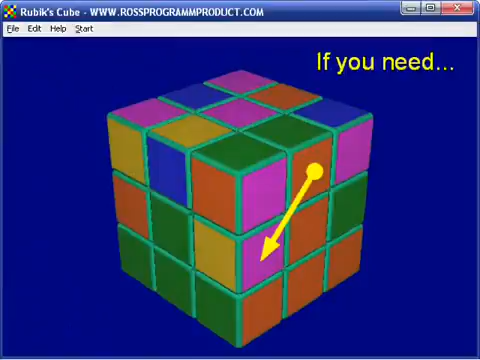 Rubik's Cube - WWW.ROSSPROGRAMMPRODUCT.COM
File Edit Help Start
If you need...